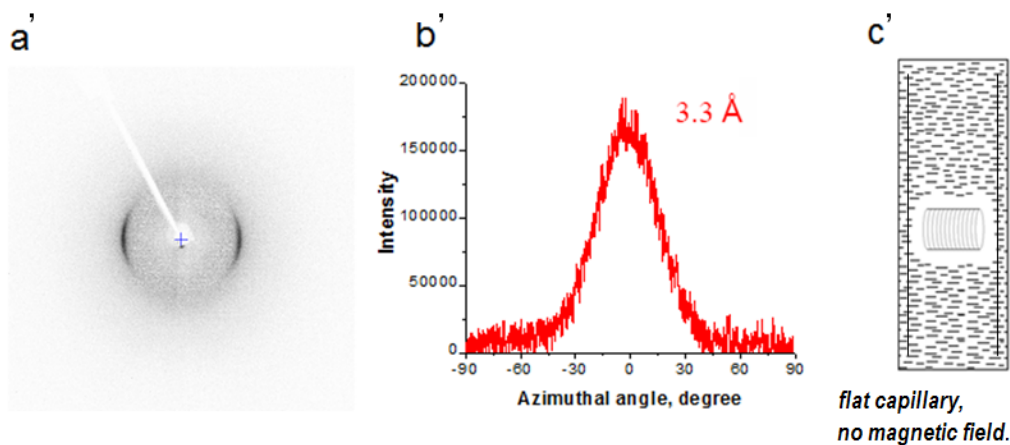 a’
b’
c’
200000
150000
100000
50000
0
Intensity
3.3 Å
-90 -60 -30 0 30 60 90
Azimuthal angle, degree
flat capillary,
no magnetic field.